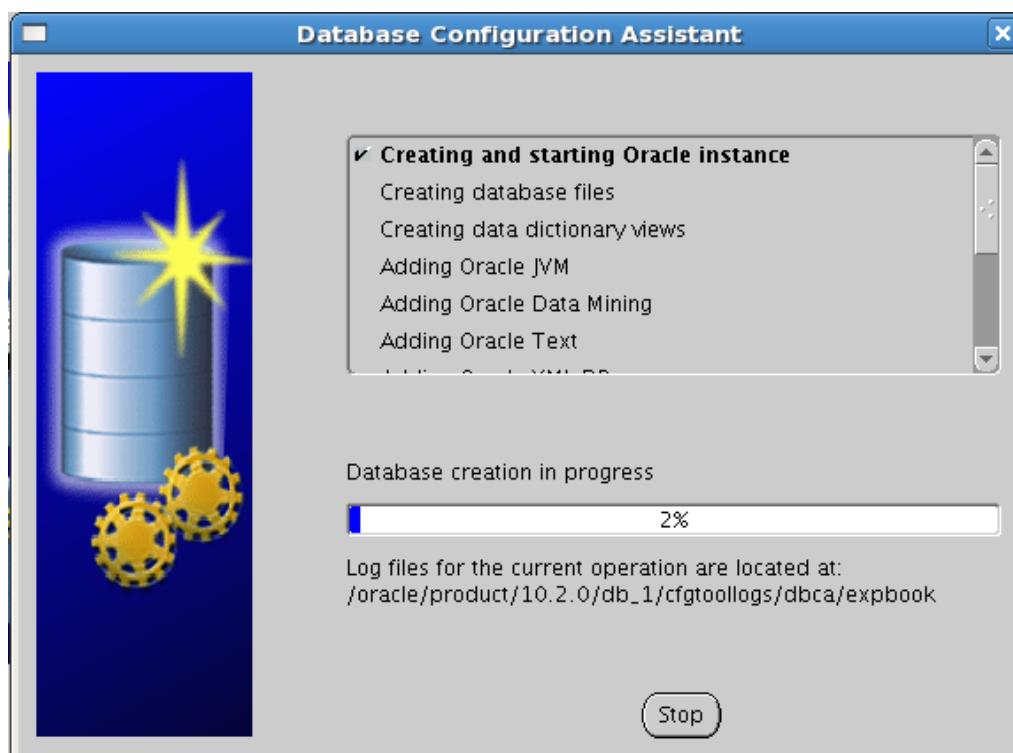 Database Configuration Assistant
Creating and starting Oracle instance
Creating database files
Creating data dictionary views
Adding Oracle JVM
Adding Oracle Data Mining
Adding Oracle Text
Database creation in progress
2%
Log files for the current operation are located at:
/oracle/product/10.2.0/db_1/cfgtoollogs/dbca/expbook
Stop